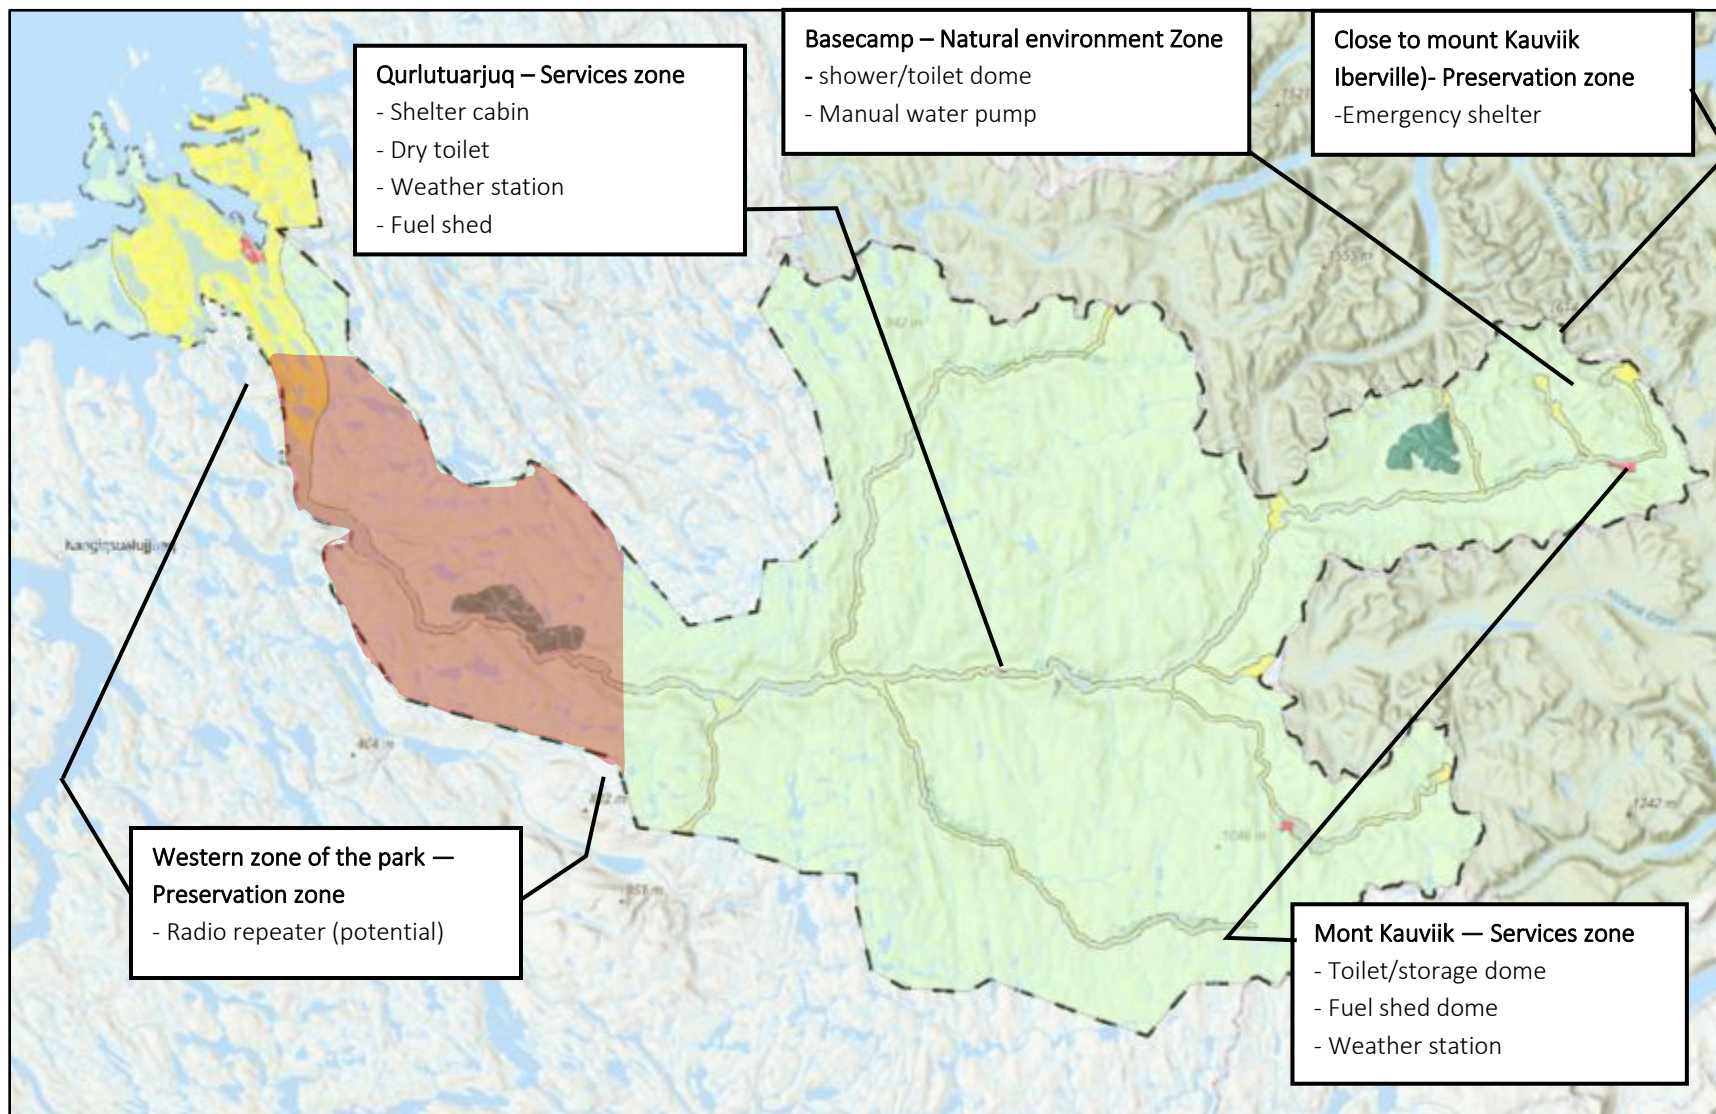 Qurlutuarjuq – Services zone
- Shelter cabin
- Dry toilet
- Weather station
- Fuel shed
Basecamp – Natural environment Zone
- shower/toilet dome
- Manual water pump
Close to mount Kauviik
Iberville)- Preservation zone
-Emergency shelter
Western zone of the park —
Preservation zone
- Radio repeater (potential)
Mont Kauviik — Services zone
- Toilet/storage dome
- Fuel shed dome
- Weather station
404 m
1242 m